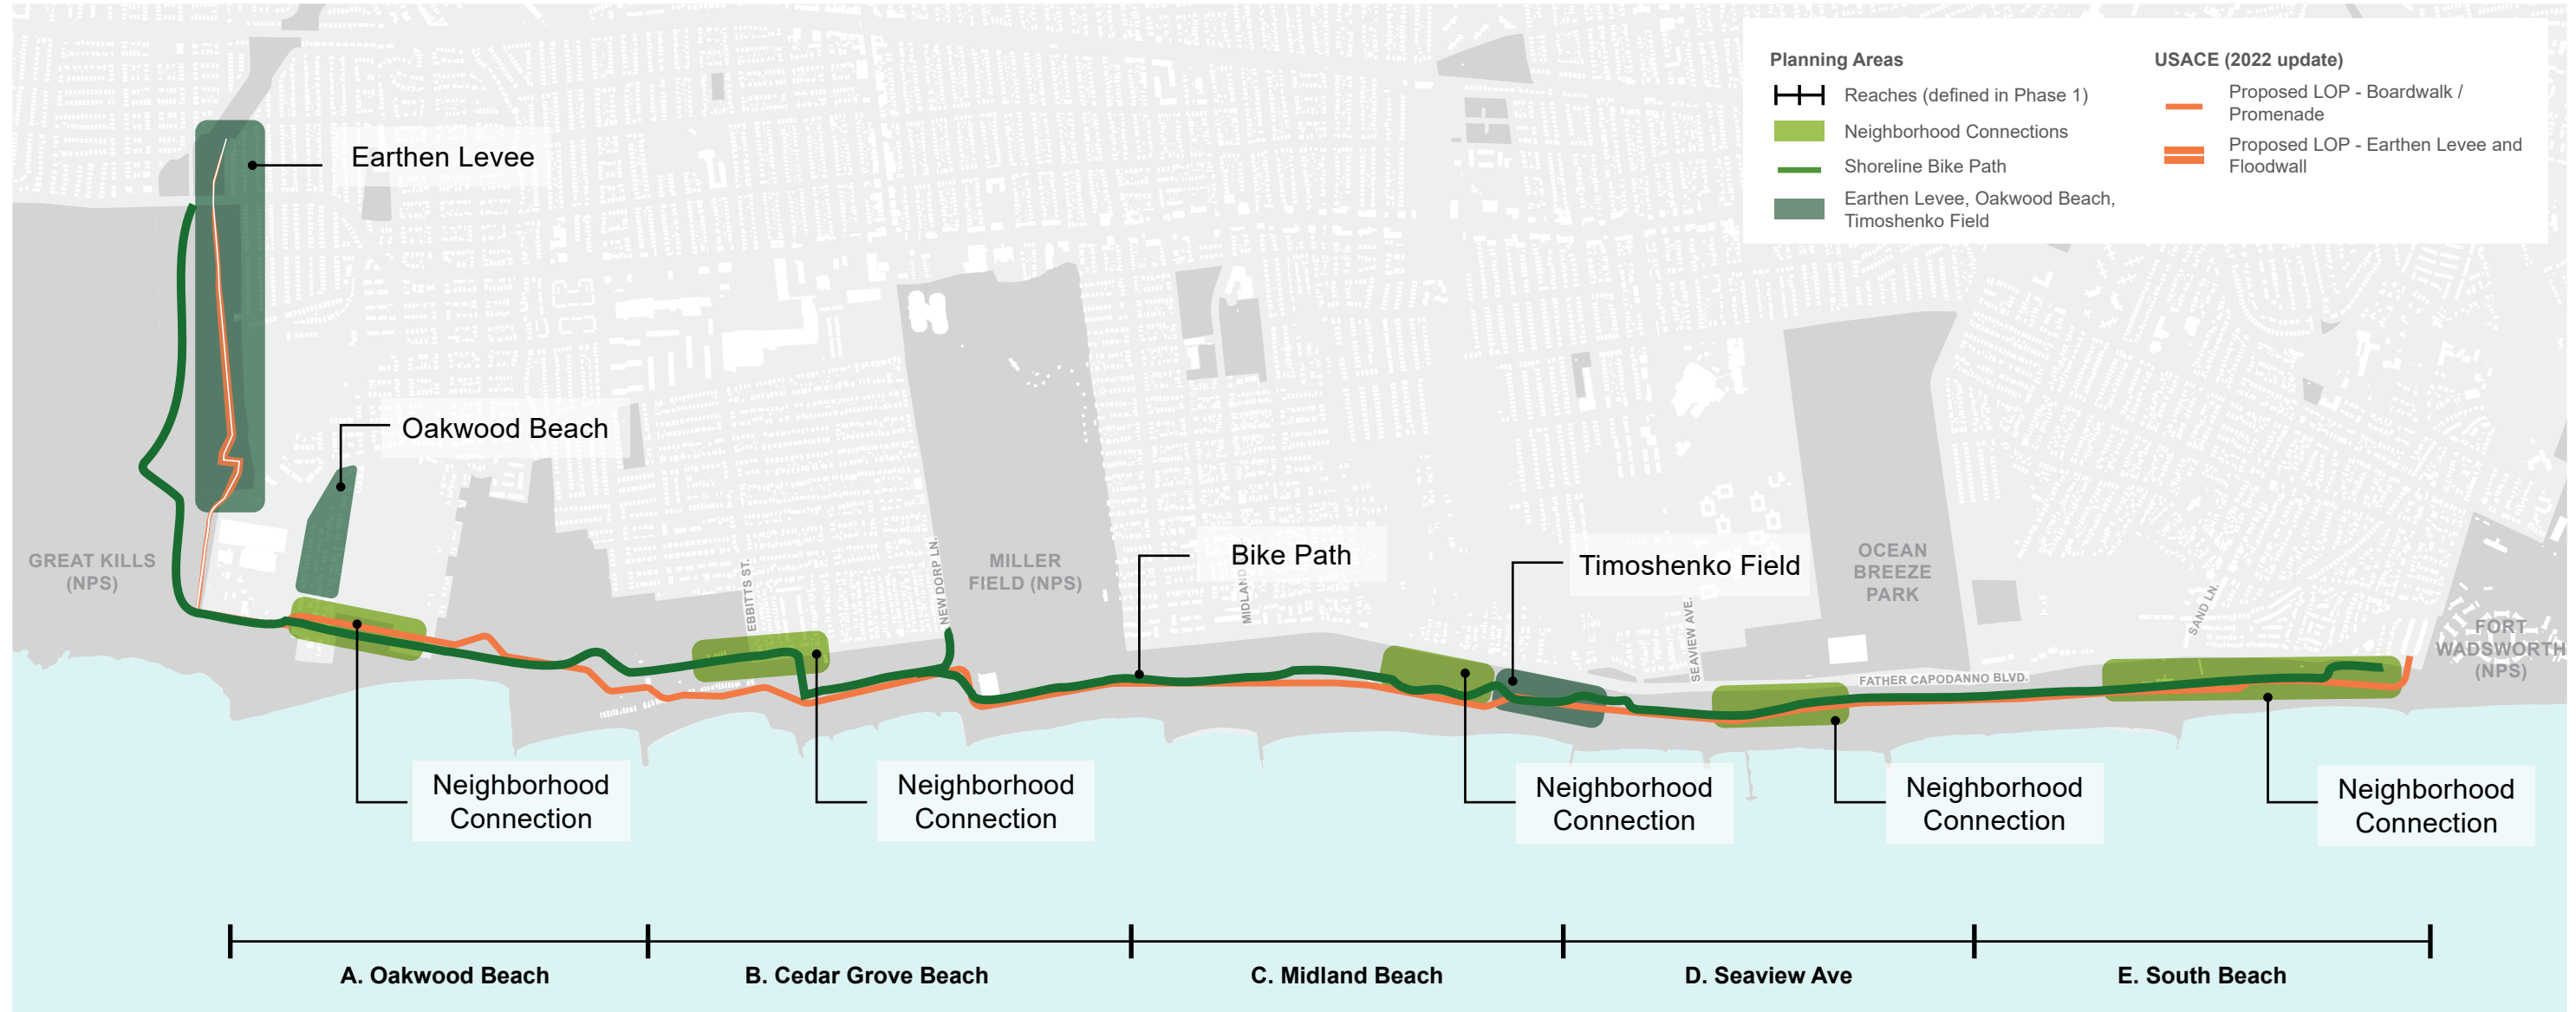 Planning Areas
Reaches (defined in Phase 1)
Neighborhood Connections
Shoreline Bike Path
Earthen Levee, Oakwood Beach,
Timoshenko Field
USACE (2022 update)
Proposed LOP - Boardwalk /
Promenade
Proposed LOP - Earthen Levee and
Floodwall
Earthen Levee
Oakwood Beach
GREAT KILLS
(NPS)
EBBITTS ST.
NEW DORP LN.
MILLER
FIELD (NPS)
Bike Path
MIDLAND
Timoshenko Field
SEAVIEW AVE.
OCEAN
BREEZE
PARK
FATHER CAPODANNO BLVD.
SAND LN.
FORT
WADSWORTH
(NPS)
Neighborhood
Connection
Neighborhood
Connection
Neighborhood
Connection
Neighborhood
Connection
Neighborhood
Connection
A. Oakwood Beach
B. Cedar Grove Beach
C. Midland Beach
D. Seaview Ave
E. South Beach